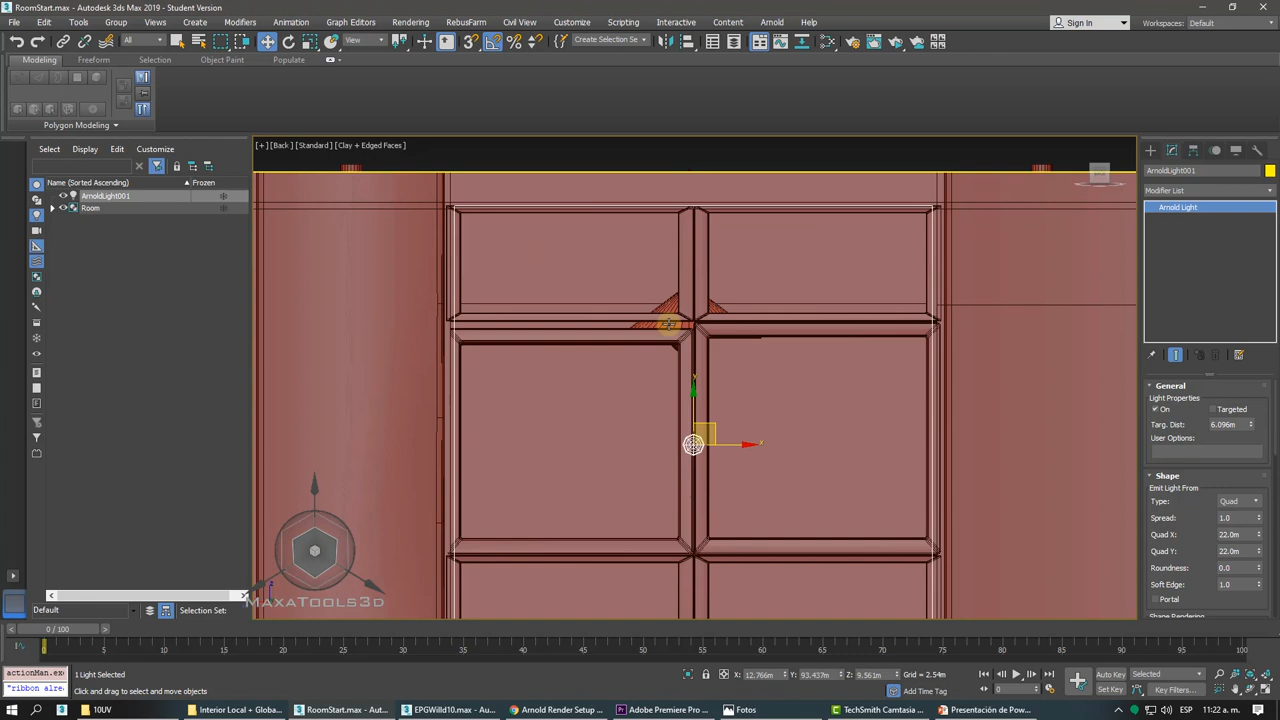 RoomStart.max - Autodesk 3ds Max 2019 - Student Version
File Edit Tools Group Views Create Modifiers Animation Graph Editors Rendering RebusFarm Civil View Customize Scripting Interactive Content Arnold Help
Sign In
Workspaces: Default
All
View
Create Selection Se
Modeling Freeform Selection Object Paint Populate
Polygon Modeling
Select Display Edit Customize
Name (Sorted Ascending) Frozen
ArnoldLight001
Room
[+] [Back] [Standard] [Clay + Edged Faces]
x
MaxaTools3D
z
ArnoldLight001
Modifier List
Arnold Light
General
Light Properties
On Targeted
Targ. Dist: 6.096m
User Options:
Shape
Emit Light From
Type: Quad
Spread: 1.0
Quad X: 22.0m
Quad Y: 22.0m
Roundness: 0.0
Soft Edge: 1.0
Portal
Shape Rendering
Default
Selection Set:
0 / 100
0 5 10 15 20 25 30 35 40 45 50 55 60 65 70 75 80 85 90 95 100
actionMan.exe
"ribbon alre
1 Light Selected
Click and drag to select and move objects
X: 12.766m Y: 93.437m Z: 9.561m Grid = 2.54m
Add Time Tag
0
Auto Key Selected
Set Key Key Filters...
10UV
Interior Local + Globa...
RoomStart.max - Aut...
EPGWilld10.max - Au...
Arnold Render Setup ...
Adobe Premiere Pro ...
Fotos
TechSmith Camtasia ...
Presentación de Pow...
ESP 11:22 a. m.